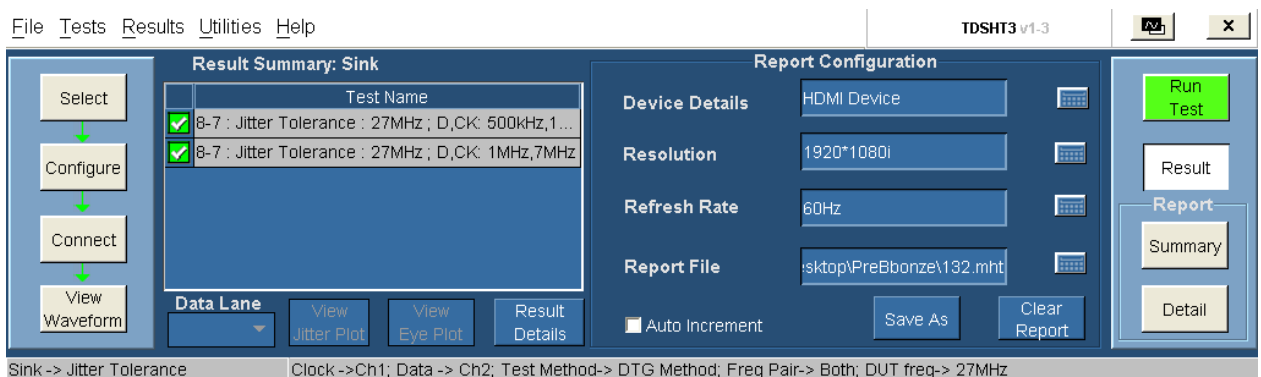 File Tests Results Utilities Help TDSHT3 v1-3 x
Select
Configure
Connect
View
Waveform
Result Summary: Sink
Test Name
8-7 : Jitter Tolerance : 27MHz ; D,CK: 500kHz,1...
8-7 : Jitter Tolerance : 27MHz ; D,CK: 1MHz,7MHz
Data Lane
View
Jitter Plot
View
Eye Plot
Result
Details
Report Configuration
Device Details HDMI Device
Resolution 1920*1080i
Refresh Rate 60Hz
Report File esktop\PreBbonze\132.mht
Auto Increment
Save As
Clear
Report
Run
Test
Result
Report
Summary
Detail
Sink -> Jitter Tolerance Clock ->Ch1; Data -> Ch2; Test Method-> DTG Method; Freq Pair-> Both; DUT freq-> 27MHz